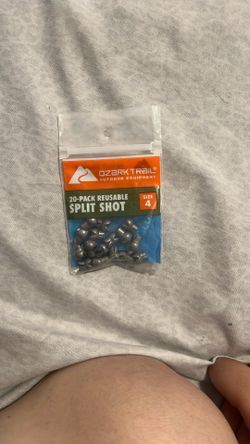 OZARK TRAIL
OUTDOOR EQUIPMENT
20-PACK REUSABLE
SPLIT SHOT
SIZE
4